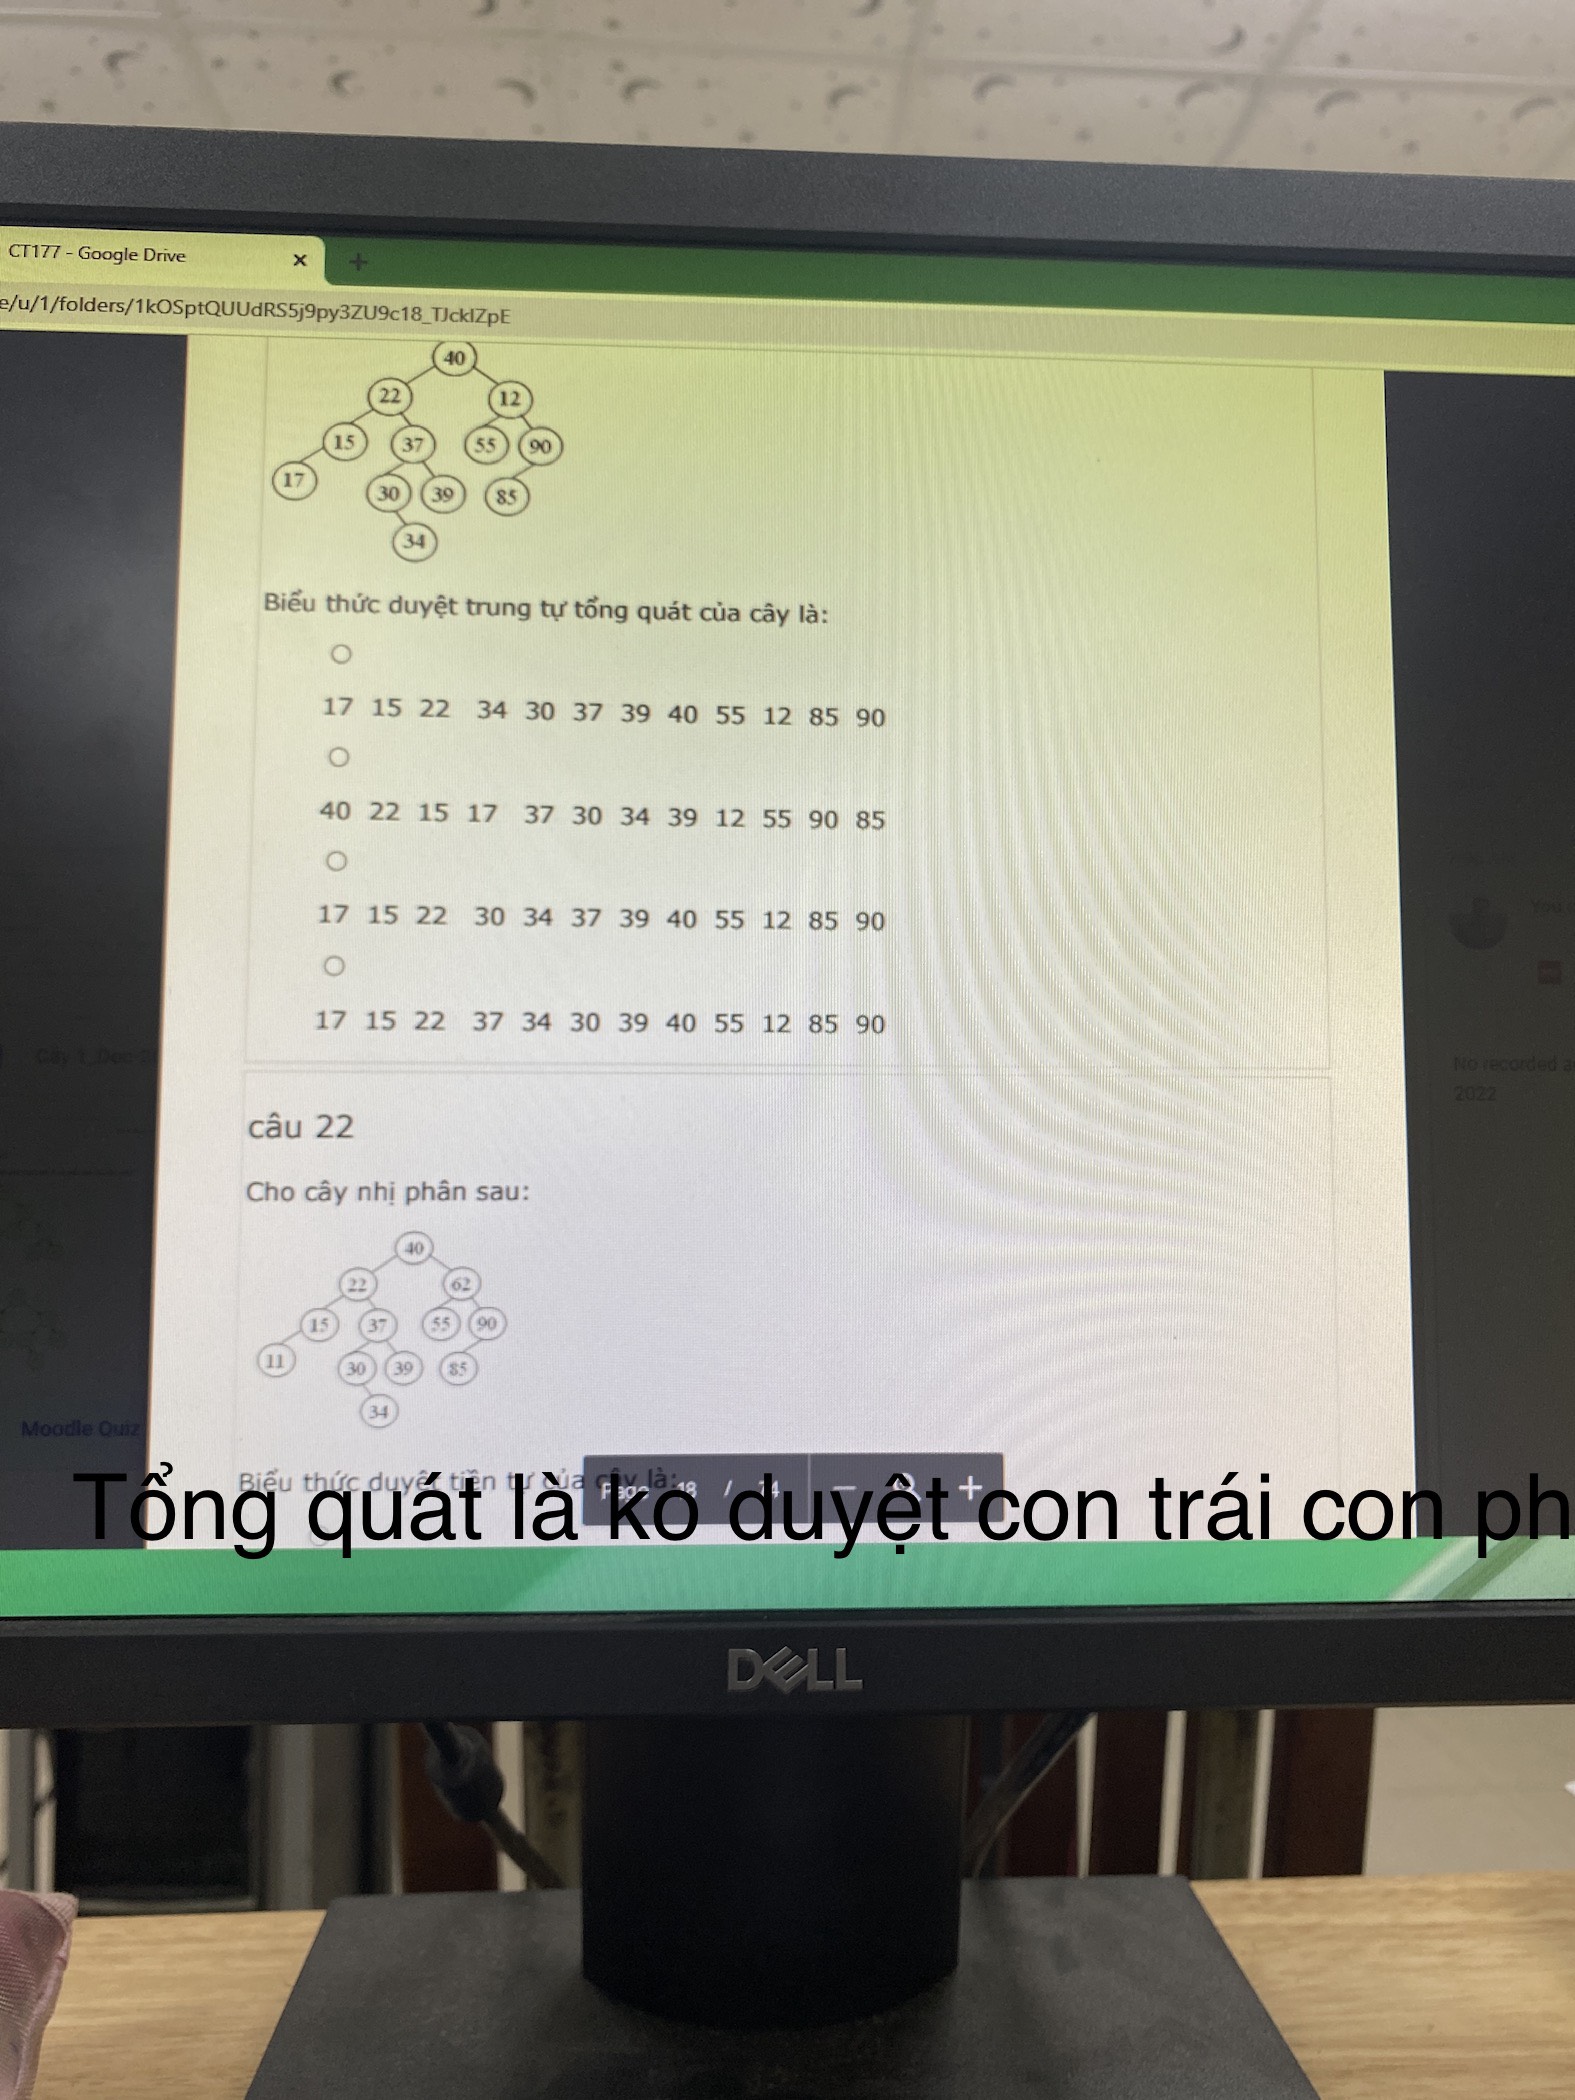 CT177 - Google Drive
e/u/1/folders/1kOSptQUUdRS5j9py3ZU9c18_TJcklZpE
40
22 12
15 37 55 90
17 30 39 85
34
Biểu thức duyệt trung tự tổng quát của cây là:
17 15 22 34 30 37 39 40 55 12 85 90
40 22 15 17 37 30 34 39 12 55 90 85
17 15 22 30 34 37 39 40 55 12 85 90
17 15 22 37 34 30 39 40 55 12 85 90
No recorded
2022
câu 22
Cho cây nhị phân sau:
40
22 62
15 37 55 90
11 30 39 85
34
Moodle Quiz
Biểu thức duyệt tiền tự của cây là:
Page 18 /
Tổng quát là ko duyệt con trái con ph
DELL